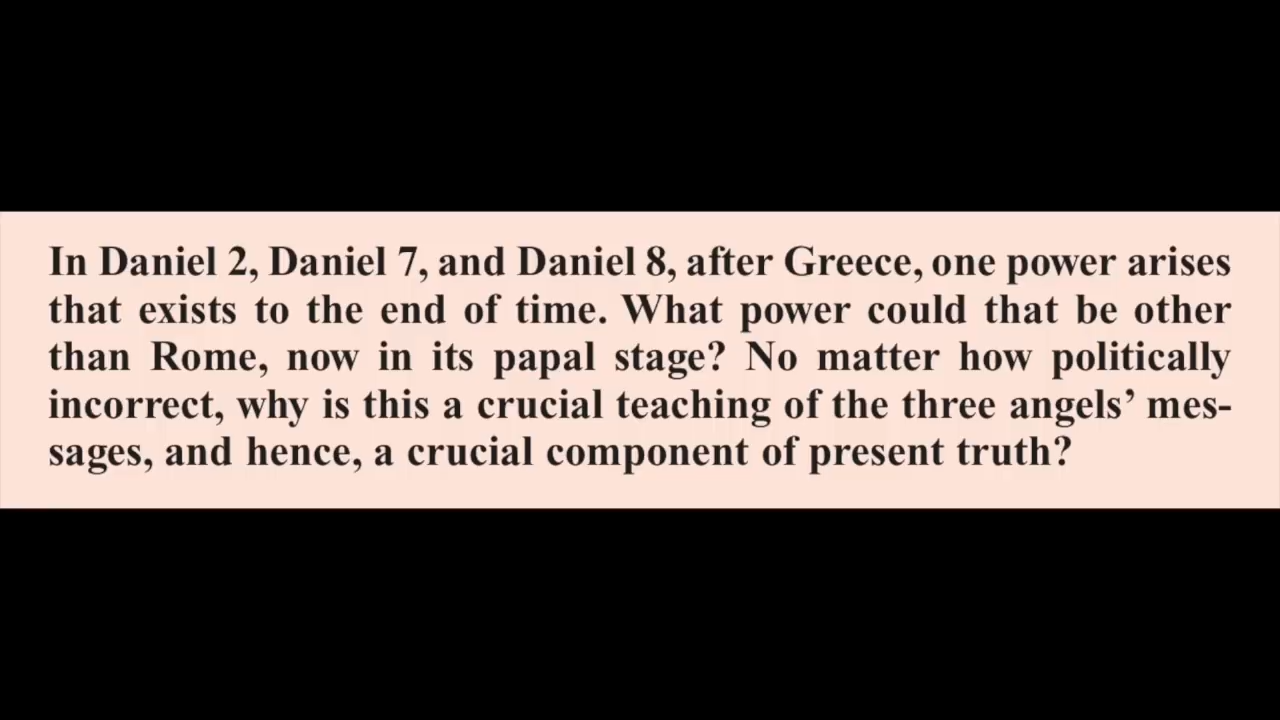 In Daniel 2, Daniel 7, and Daniel 8, after Greece, one power arises
that exists to the end of time. What power could that be other
than Rome, now in its papal stage? No matter how politically
incorrect, why is this a crucial teaching of the three angels’ mes-
sages, and hence, a crucial component of present truth?